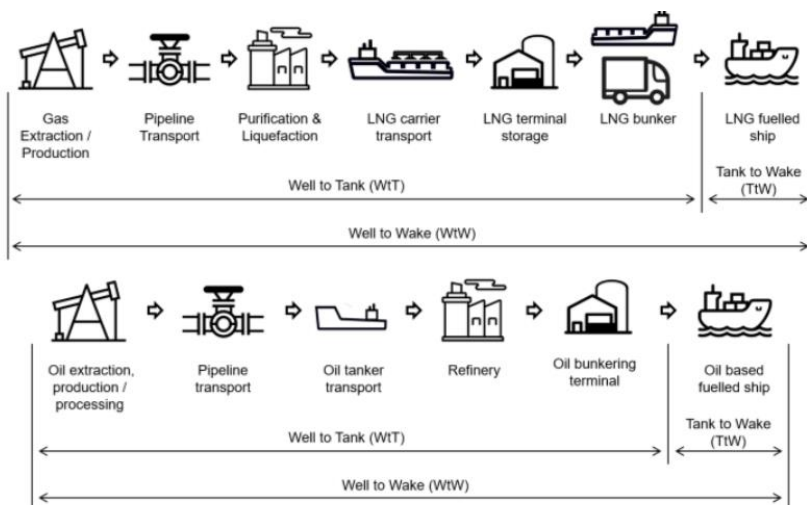 Gas
Extraction /
Production
Pipeline
Transport
Purification &
Liquefaction
LNG carrier
transport
LNG terminal
storage
LNG bunker
LNG fuelled
ship
Well to Tank (WtT)
Tank to Wake
(TtW)
Well to Wake (WtW)
Oil extraction,
production /
processing
Pipeline
transport
Oil tanker
transport
Refinery
Oil bunkering
terminal
Oil based
fuelled ship
Well to Tank (WtT)
Tank to Wake
(TtW)
Well to Wake (WtW)